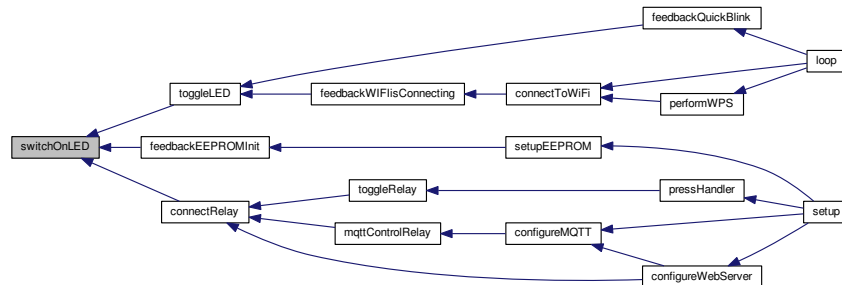 feedbackQuickBlink
loop
toggleLED
feedbackWIFIisConnecting
connectToWiFi
performWPS
switchOnLED
feedbackEEPROMInit
setupEEPROM
toggleRelay
pressHandler
connectRelay
setup
mqttControlRelay
configureMQTT
configureWebServer